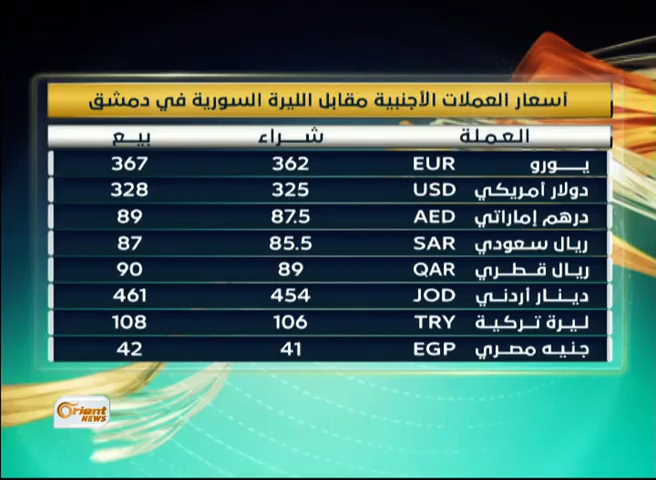 أسعار العملات الأجنبية مقابل الليرة السورية في دمشق
العملة شراء بيع
يورو EUR 362 367
دولار أمريكي USD 325 328
درهم إماراتي AED 87.5 89
ريال سعودي SAR 85.5 87
ريال قطري QAR 89 90
دينار أردني JOD 454 461
ليرة تركية TRY 106 108
جنيه مصري EGP 41 42
Orient
NEWS